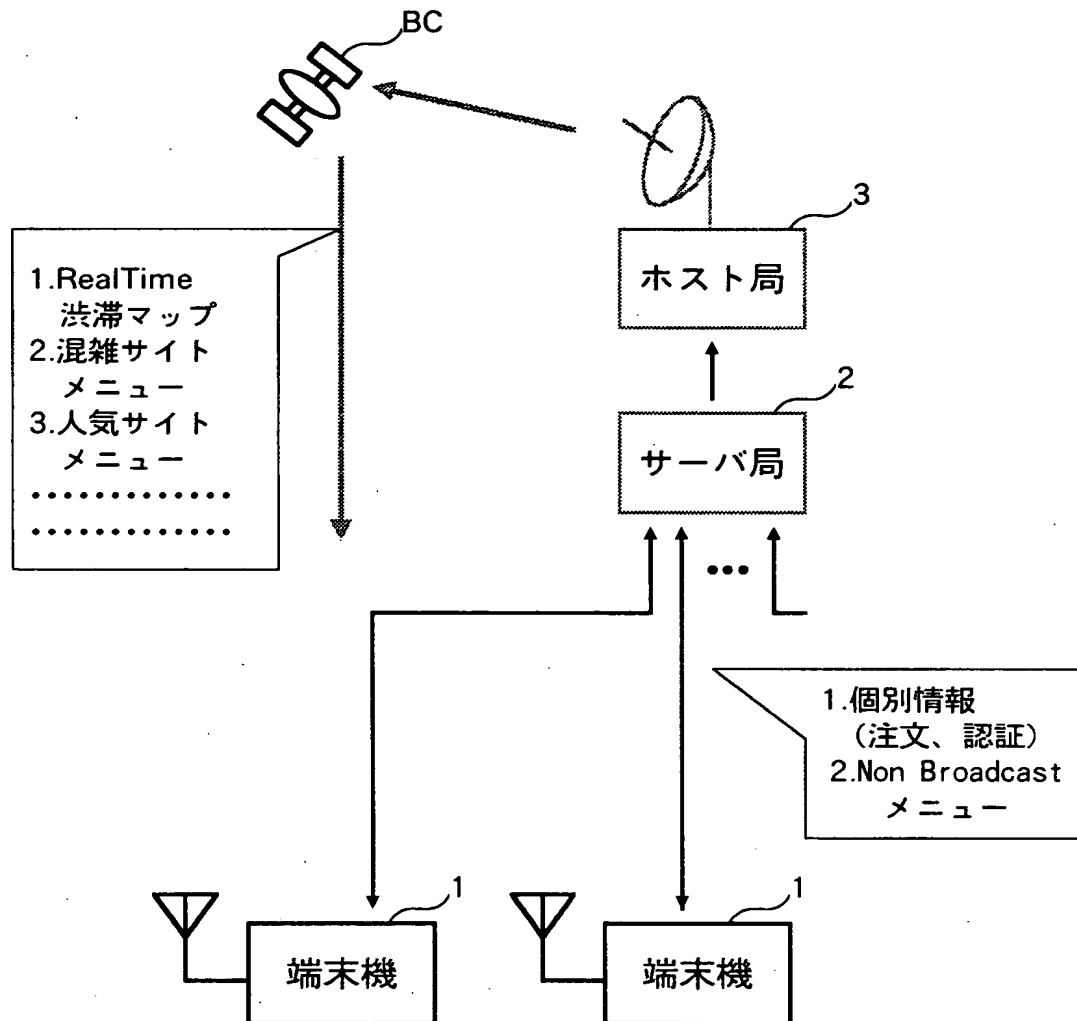 BC
3
ホスト局
1.RealTime
渋滞マップ
2.混雑サイト
メニュー
3.人気サイト
メニュー
•••••••••••••
•••••••••••••
2
サーバ局
•••
1.個別情報
(注文、認証)
2.Non Broadcast
メニュー
1
端末機
1
端末機